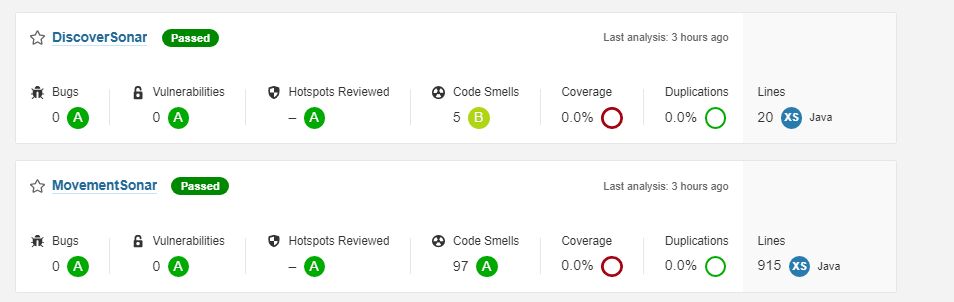 DiscoverSonar Passed Last analysis: 3 hours ago
Bugs Vulnerabilities Hotspots Reviewed Code Smells Coverage Duplications Lines
0 A 0 A – A 5 B 0.0% 0.0% 20 XS Java
MovementSonar Passed Last analysis: 3 hours ago
Bugs Vulnerabilities Hotspots Reviewed Code Smells Coverage Duplications Lines
0 A 0 A – A 97 A 0.0% 0.0% 915 XS Java